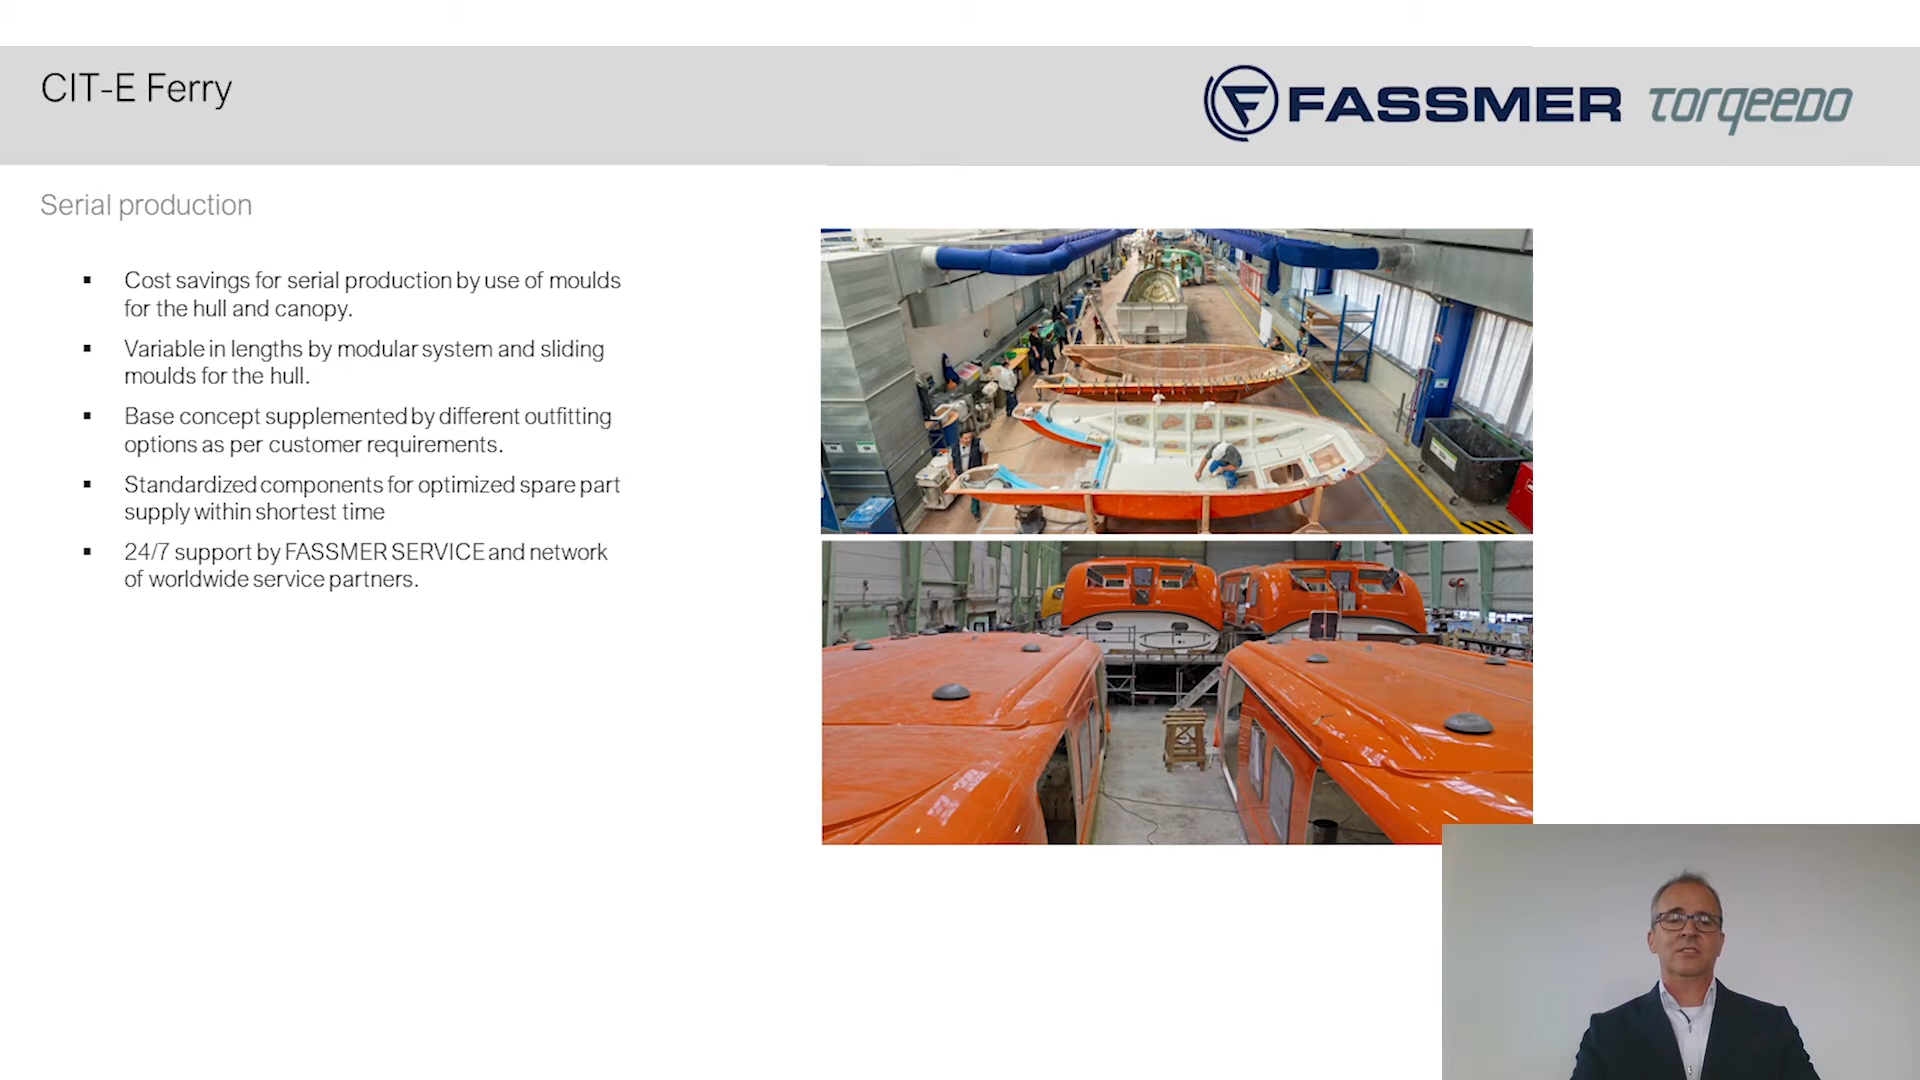 CIT-E Ferry
FASSMER
Torqeedo
Serial production
▪ Cost savings for serial production by use of moulds
for the hull and canopy.
▪ Variable in lengths by modular system and sliding
moulds for the hull.
▪ Base concept supplemented by different outfitting
options as per customer requirements.
▪ Standardized components for optimized spare part
supply within shortest time
▪ 24/7 support by FASSMER SERVICE and network
of worldwide service partners.